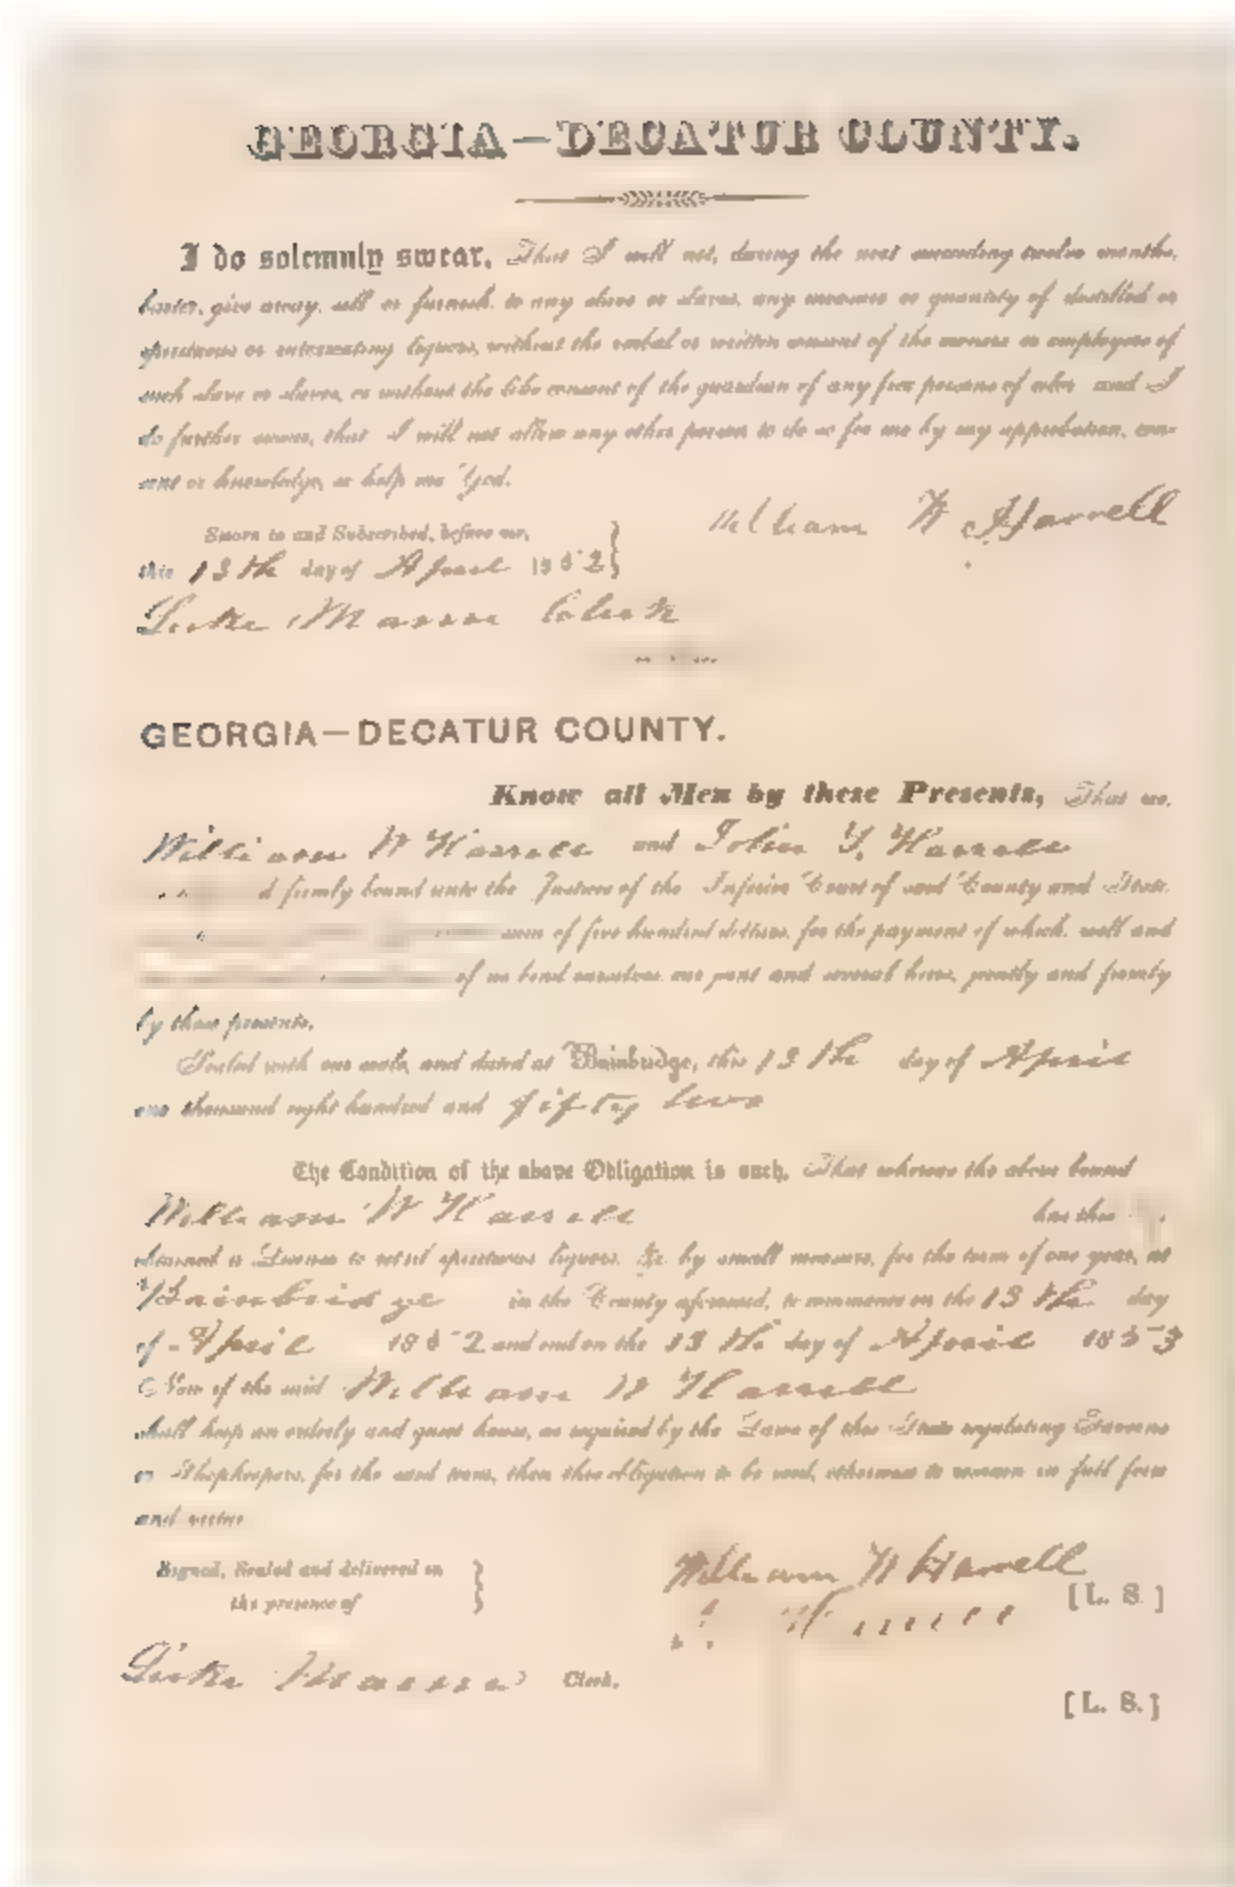 GEORGIA—DECATUR COUNTY.
I do solemnly swear, That I will not, during the next succeeding twelve months,
barter, give away, sell or furnish, to any slave or slaves, any measure or quantity of distilled or
spirituous or intoxicating liquors, without the verbal or written consent of the owners or employers of
such slave or slaves, or without the like consent of the guardian of any free persons of color and I
do further swear, that I will not allow any other person to do so for me by my approbation, con-
sent or knowledge, so help me God.
William W Harrell
Sworn to and Subscribed, before me,
this 13th day of April 1852
Luke Clerk
GEORGIA—DECATUR COUNTY.
Know all Men by these Presents, That we,
William W Harrell and John Y. Harrell
d firmly bound unto the Justices of the Inferior Court of said County and State,
sum of five hundred dollars, for the payment of which, well and
of us bind ourselves, our joint and several heirs, jointly and firmly
by these presents.
Sealed with our seals, and dated at Bainbridge, this 13th day of April
one thousand eight hundred and fifty two
The Condition of the above Obligation is such, That whereas the above bound
William W Harrell has this
obtained a License to retail spirituous liquors, &c by small measure, for the term of one year, at
Bainbridge in the County aforesaid, to commence on the 13th day
of April 1852 and end on the 13th day of April 1853
Now if the said William W Harrell
shall keep an orderly and quiet house, as required by the Laws of this State regulating Taverns
or Shopkeepers, for the said term, then this obligation to be void, otherwise to remain in full force
and virtue
Signed, Sealed and delivered in
the presence of
William W Harrell
[L. S.]
Luke Clerk.
[L. S.]